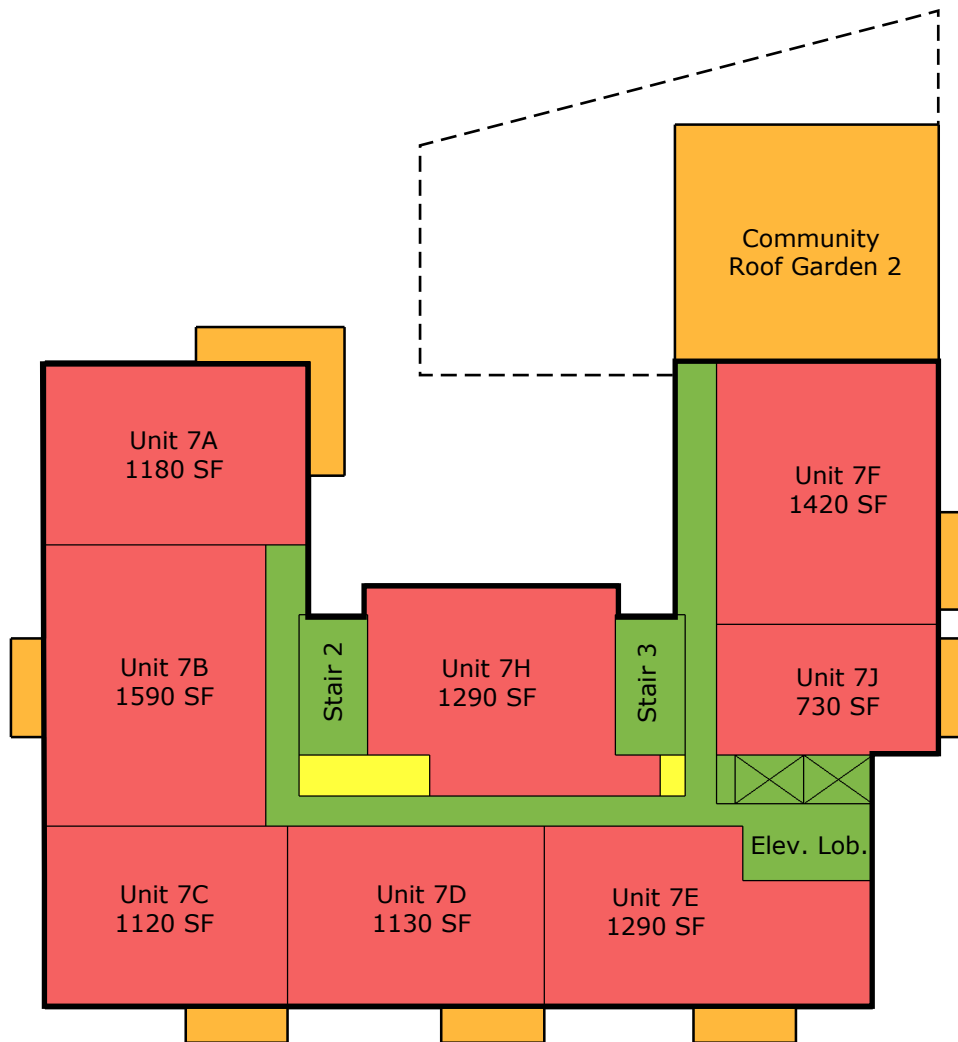 Community
Roof Garden 2
Unit 7A
1180 SF
Unit 7F
1420 SF
Unit 7B
1590 SF
Stair 2
Unit 7H
1290 SF
Stair 3
Unit 7J
730 SF
Elev. Lob.
Unit 7C
1120 SF
Unit 7D
1130 SF
Unit 7E
1290 SF